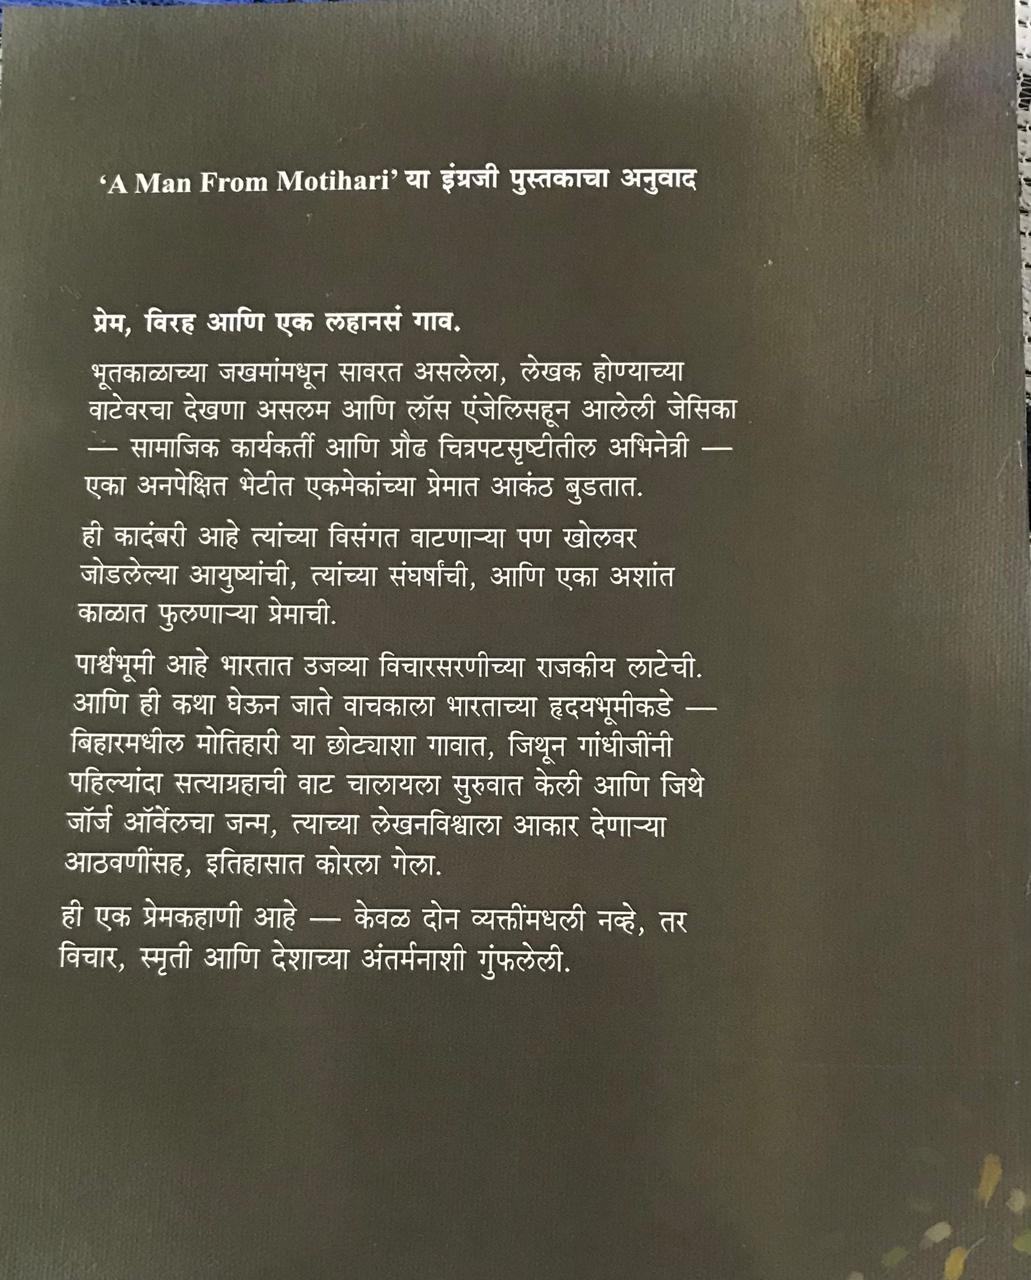 ‘A Man From Motihari’ या इंग्रजी पुस्तकाचा अनुवाद
प्रेम, विरह आणि एक लहानसं गाव.
भूतकाळाच्या जखमांमधून सावरत असलेला, लेखक होण्याच्या
वाटेवरचा देखणा असलम आणि लॉस एंजेलिसहून आलेली जेसिका
— सामाजिक कार्यकर्ती आणि प्रौढ चित्रपटसृष्टीतील अभिनेत्री —
एका अनपेक्षित भेटीत एकमेकांच्या प्रेमात आकंठ बुडतात.
ही कादंबरी आहे त्यांच्या विसंगत वाटणाऱ्या पण खोलवर
जोडलेल्या आयुष्यांची, त्यांच्या संघर्षांची, आणि एका अशांत
काळात फुलणाऱ्या प्रेमाची.
पार्श्वभूमी आहे भारतात उजव्या विचारसरणीच्या राजकीय लाटेची.
आणि ही कथा घेऊन जाते वाचकाला भारताच्या हृदयभूमीकडे —
बिहारमधील मोतिहारी या छोट्याशा गावात, जिथून गांधीजींनी
पहिल्यांदा सत्याग्रहाची वाट चालायला सुरुवात केली आणि जिथे
जॉर्ज ऑर्वेलचा जन्म, त्याच्या लेखनविश्वाला आकार देणाऱ्या
आठवणींसह, इतिहासात कोरला गेला.
ही एक प्रेमकहाणी आहे — केवळ दोन व्यक्तींमधली नव्हे, तर
विचार, स्मृती आणि देशाच्या अंतर्मनाशी गुंफलेली.